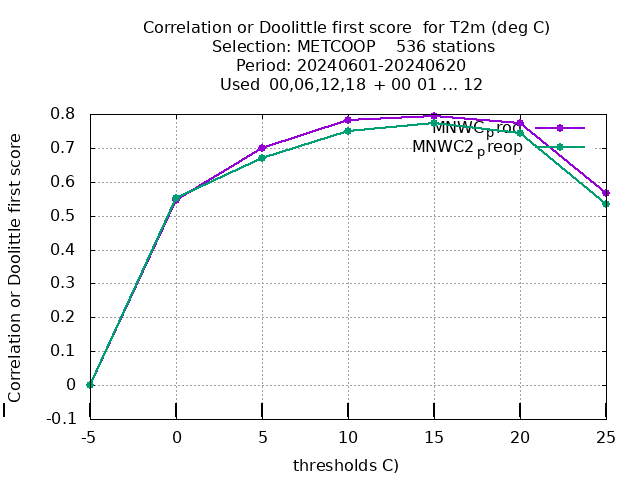 Correlation or Doolittle first score for T2m (deg C)
Selection: METCOOP 536 stations
Period: 20240601-20240620
Used 00,06,12,18 + 00 01 ... 12
Correlation or Doolittle first score
0.8
0.7
0.6
0.5
0.4
0.3
0.2
0.1
0
-0.1
MNWC_prod
MNWC2_preop
-5 0 5 10 15 20 25
thresholds C)